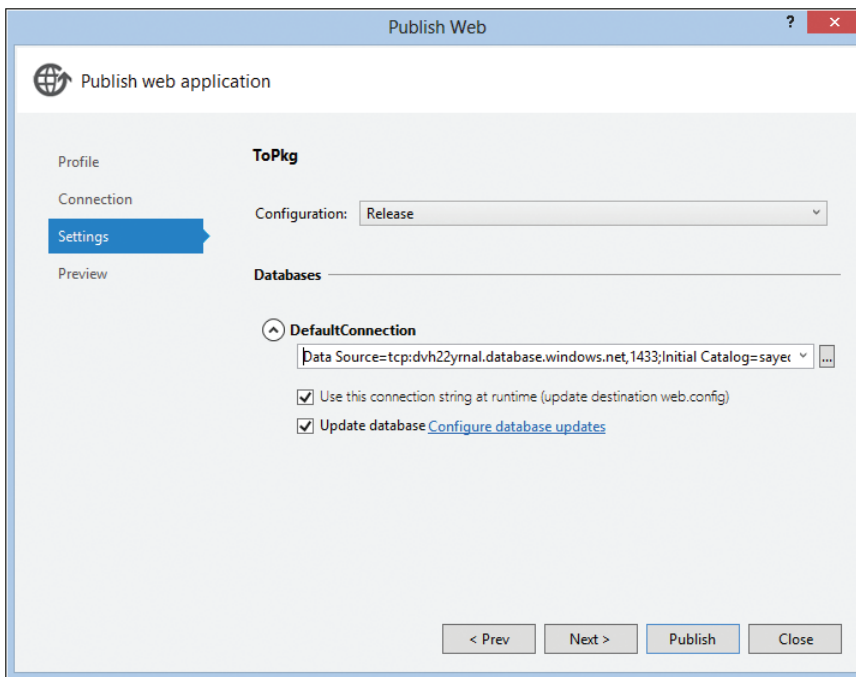 Publish Web
?
Publish web application
Profile
Connection
Settings
Preview
ToPkg
Configuration: Release
Databases
DefaultConnection
Data Source=tcp:dvh22yrnal.database.windows.net,1433;Initial Catalog=sayed
...
Use this connection string at runtime (update destination web.config)
Update database Configure database updates
< Prev Next > Publish Close